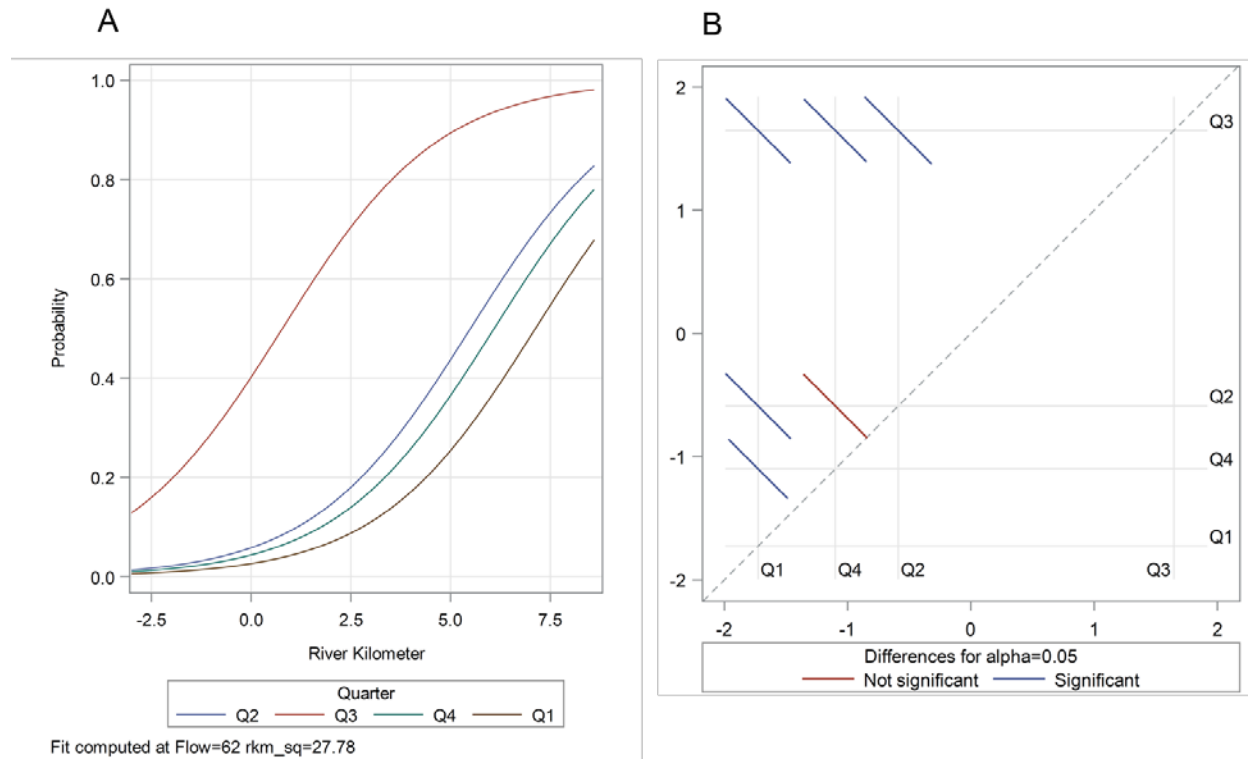 A
1.0
0.8
0.6
0.4
0.2
0.0
Probability
-2.5 0.0 2.5 5.0 7.5
River Kilometer
Quarter
Q2 Q3 Q4 Q1
Fit computed at Flow=62 rkm_sq=27.78
B
2
1
0
-1
-2
Q3
Q2
Q4
Q1
Q1 Q4 Q2 Q3
-2 -1 0 1 2
Differences for alpha=0.05
Not significant Significant